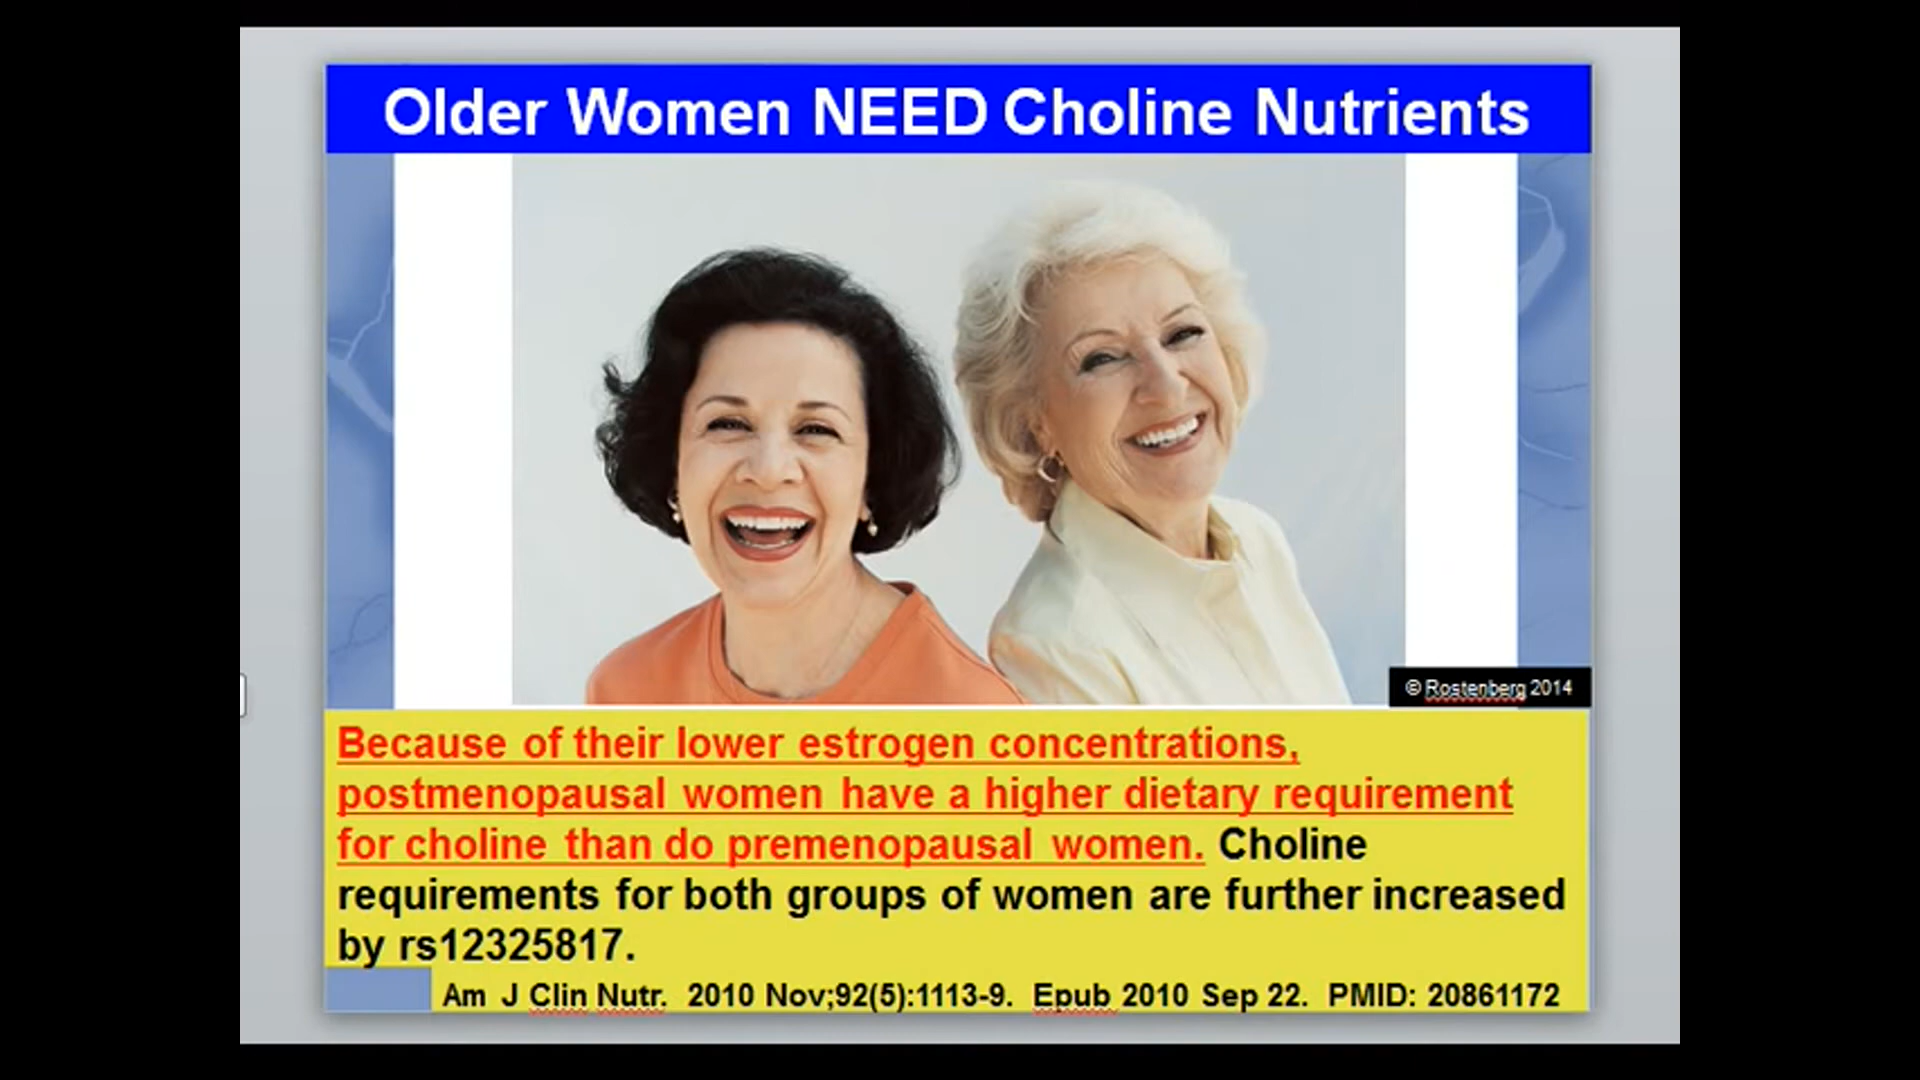 Older Women NEED Choline Nutrients
© Rostenberg 2014
Because of their lower estrogen concentrations,
postmenopausal women have a higher dietary requirement
for choline than do premenopausal women. Choline
requirements for both groups of women are further increased
by rs12325817.
Am J Clin Nutr. 2010 Nov;92(5):1113-9. Epub 2010 Sep 22. PMID: 20861172